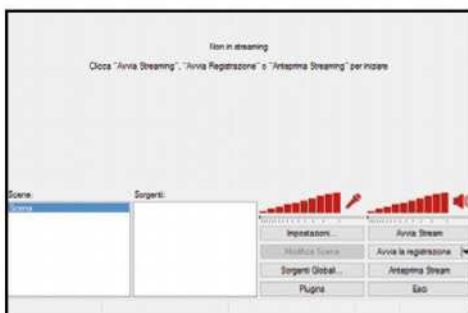 Non in streaming
Clicca "Avvia Streaming", "Avvia Registrazione" o "Anteprima Streaming" per iniziare
Scene:
Sorgenti:
Scena
Impostazioni...
Avvia Stream
Modifica Scena
Avvia la registrazione
Sorgenti Globali...
Anteprima Stream
Plugins
Esci